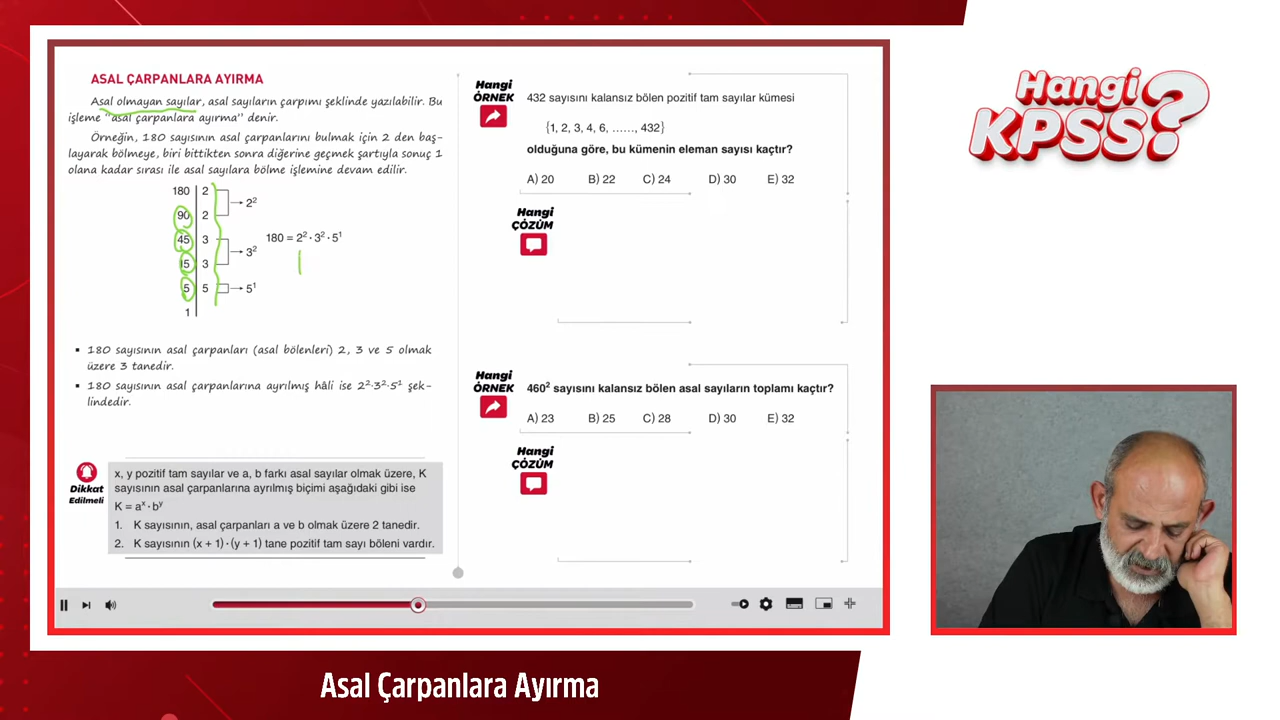 ASAL ÇARPANLARA AYIRMA
Asal olmayan sayılar, asal sayıların çarpımı şeklinde yazılabilir. Bu
işleme "asal çarpanlara ayırma" denir.
Örneğin, 180 sayısının asal çarpanlarını bulmak için 2 den baş-
layarak bölmeye, biri bittikten sonra diğerine geçmek şartıyla sonuç 1
olana kadar sırası ile asal sayılara bölme işlemine devam edilir.
180 2
90 2
→ 2²
45 3
15 3
→ 3²
5 5 → 5¹
1
180 = 2² · 3² · 5¹
▪ 180 sayısının asal çarpanları (asal bölenleri) 2, 3 ve 5 olmak
üzere 3 tanedir.
▪ 180 sayısının asal çarpanlarına ayrılmış hâli ise 2²·3²·5¹ şek-
lindedir.
Dikkat
Edilmeli
x, y pozitif tam sayılar ve a, b farkı asal sayılar olmak üzere, K
sayısının asal çarpanlarına ayrılmış biçimi aşağıdaki gibi ise
K = aˣ · bʸ
1. K sayısının, asal çarpanları a ve b olmak üzere 2 tanedir.
2. K sayısının (x + 1) · (y + 1) tane pozitif tam sayı böleni vardır.
Hangi
ÖRNEK
432 sayısını kalansız bölen pozitif tam sayılar kümesi
{1, 2, 3, 4, 6, ......, 432}
olduğuna göre, bu kümenin eleman sayısı kaçtır?
A) 20 B) 22 C) 24 D) 30 E) 32
Hangi
ÇÖZÜM
Hangi
ÖRNEK
460² sayısını kalansız bölen asal sayıların toplamı kaçtır?
A) 23 B) 25 C) 28 D) 30 E) 32
Hangi
ÇÖZÜM
Hangi
KPSS?
Asal Çarpanlara Ayırma